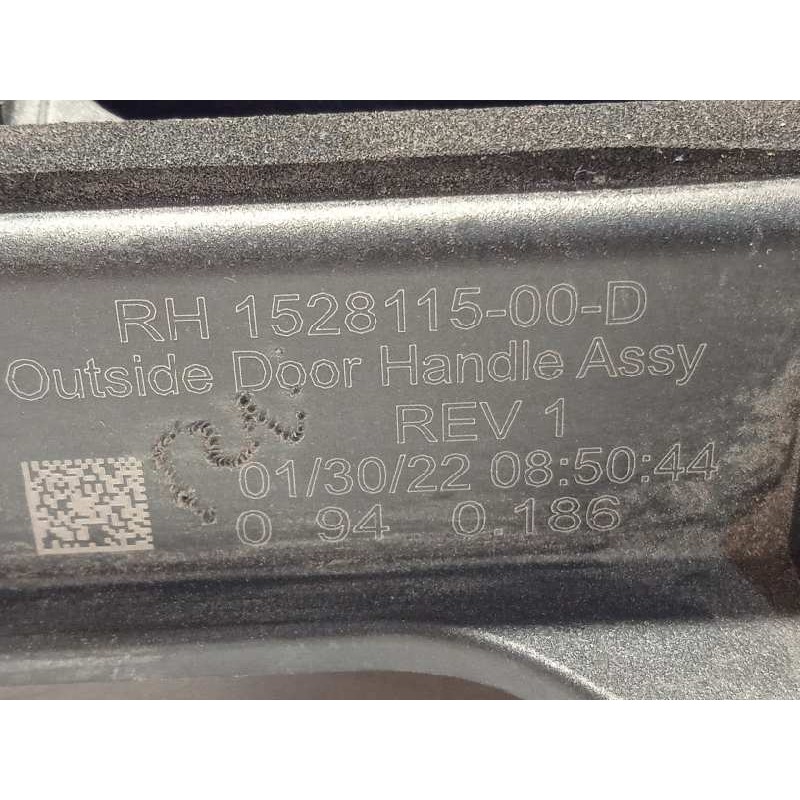 RH 1528115-00-D
Outside Door Handle Assy
REV 1
01/30/22 08:50:44
0 94 0.186